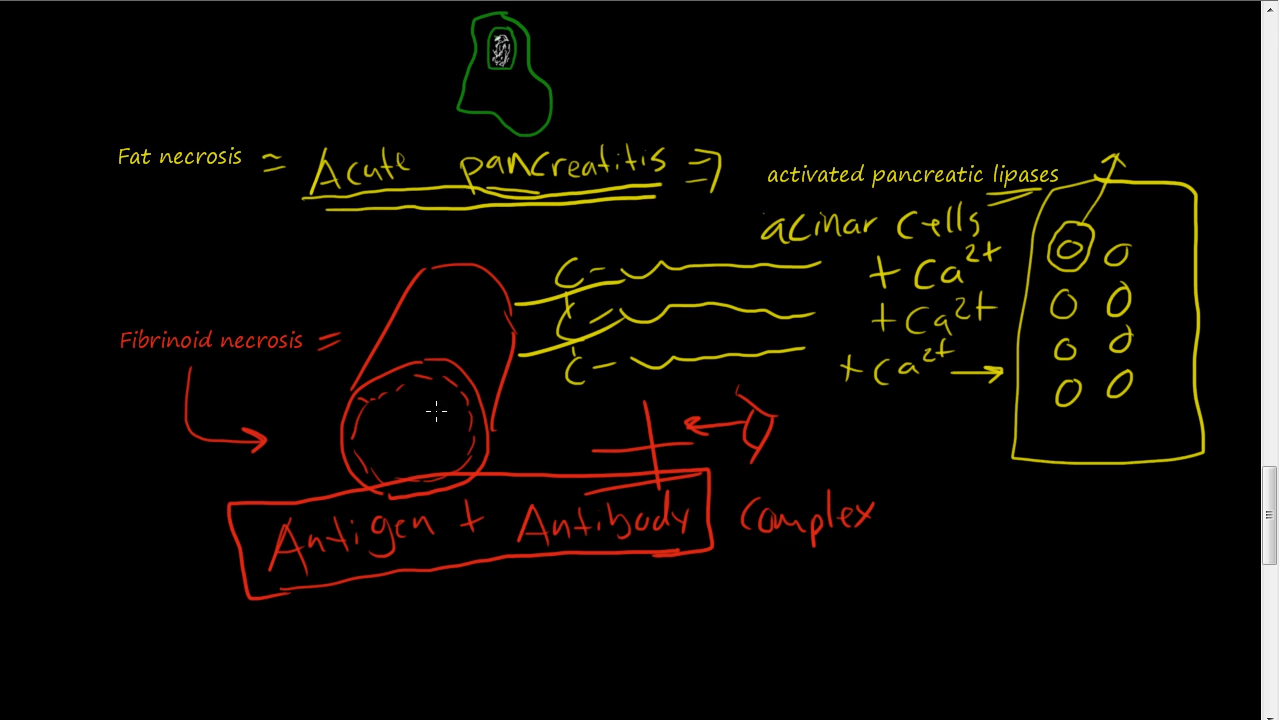 Fat necrosis = Acute pancreatitis ⇒
activated pancreatic lipases
acinar cells
C- + Ca2+
C- + Ca2+
C- + Ca2+ →
Fibrinoid necrosis =
Antigen + Antibody complex